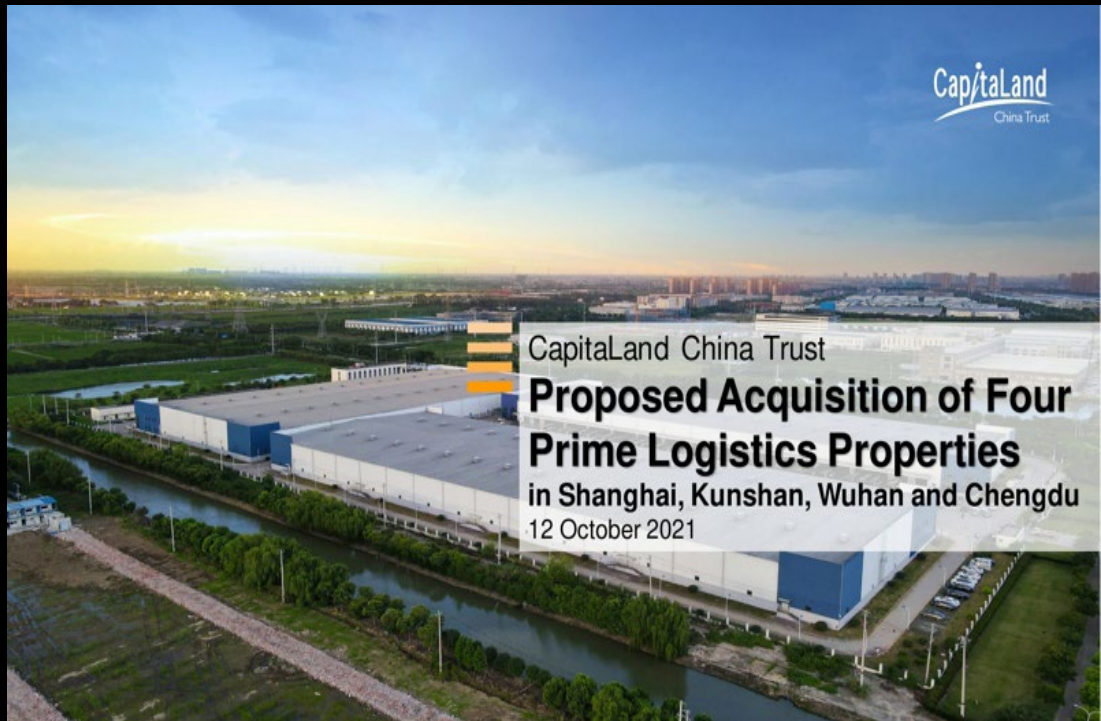 CapitaLand
China Trust
CapitaLand China Trust
Proposed Acquisition of Four
Prime Logistics Properties
in Shanghai, Kunshan, Wuhan and Chengdu
12 October 2021